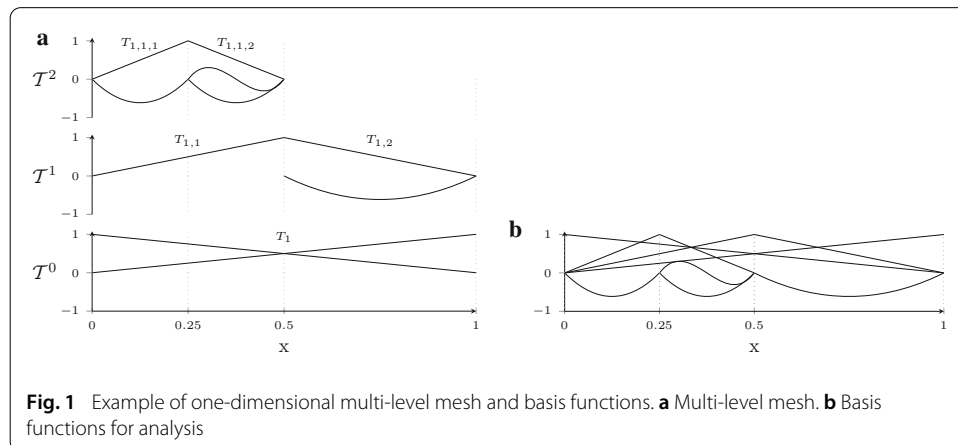 a
1
T1,1,1
T1,1,2
𝒯2
0
−1
1
T1,1
T1,2
𝒯1
0
−1
1
T1
𝒯0
0
−1
0
0.25
0.5
1
x
b
1
0
−1
0
0.25
0.5
1
x
Fig. 1 Example of one-dimensional multi-level mesh and basis functions. a Multi-level mesh. b Basis
functions for analysis